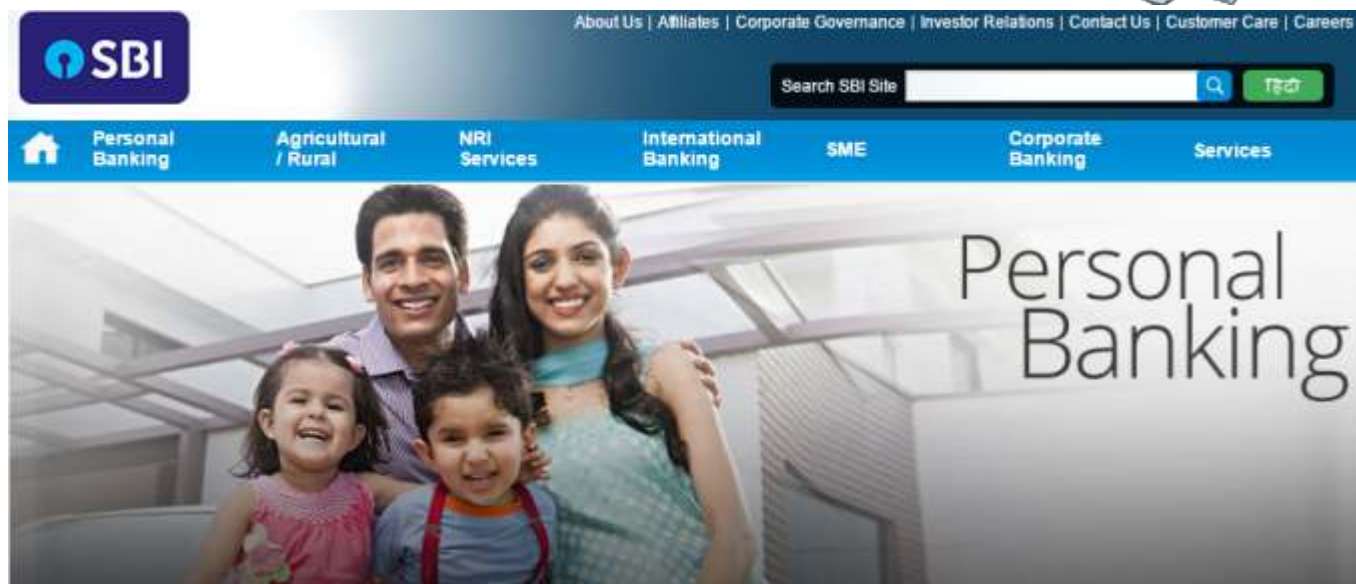 About Us | Affiliates | Corporate Governance | Investor Relations | Contact Us | Customer Care | Careers
SBI
Search SBI Site
हिंदी
Personal
Banking
Agricultural
/ Rural
NRI
Services
International
Banking
SME
Corporate
Banking
Services
Personal
Banking